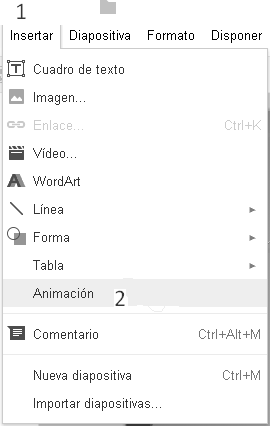 1
Insertar Diapositiva Formato Disponer
Cuadro de texto
Imagen...
Enlace... Ctrl+K
Vídeo...
WordArt
Línea
Forma
Tabla
Animación 2
Comentario Ctrl+Alt+M
Nueva diapositiva Ctrl+M
Importar diapositivas...